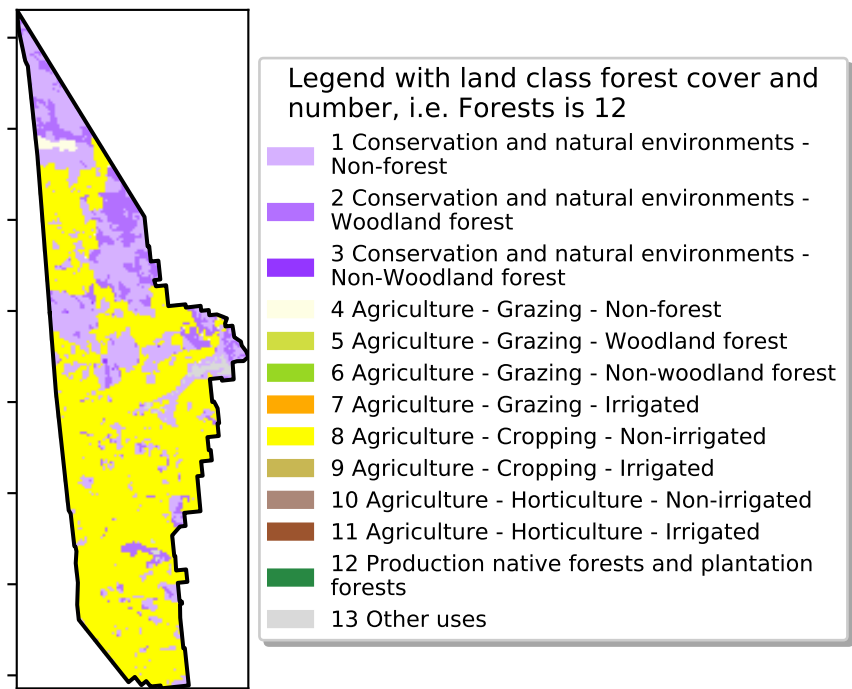 Legend with land class forest cover and
number, i.e. Forests is 12
1 Conservation and natural environments -
Non-forest
2 Conservation and natural environments -
Woodland forest
3 Conservation and natural environments -
Non-Woodland forest
4 Agriculture - Grazing - Non-forest
5 Agriculture - Grazing - Woodland forest
6 Agriculture - Grazing - Non-woodland forest
7 Agriculture - Grazing - Irrigated
8 Agriculture - Cropping - Non-irrigated
9 Agriculture - Cropping - Irrigated
10 Agriculture - Horticulture - Non-irrigated
11 Agriculture - Horticulture - Irrigated
12 Production native forests and plantation
forests
13 Other uses